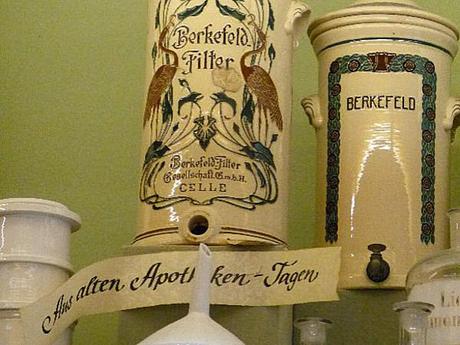 Berkefeld
Filter
Berkefeld-Filter
Gesellschaft G.m.b.H.
CELLE
BERKEFELD
Aus alten Apotheken-Tagen